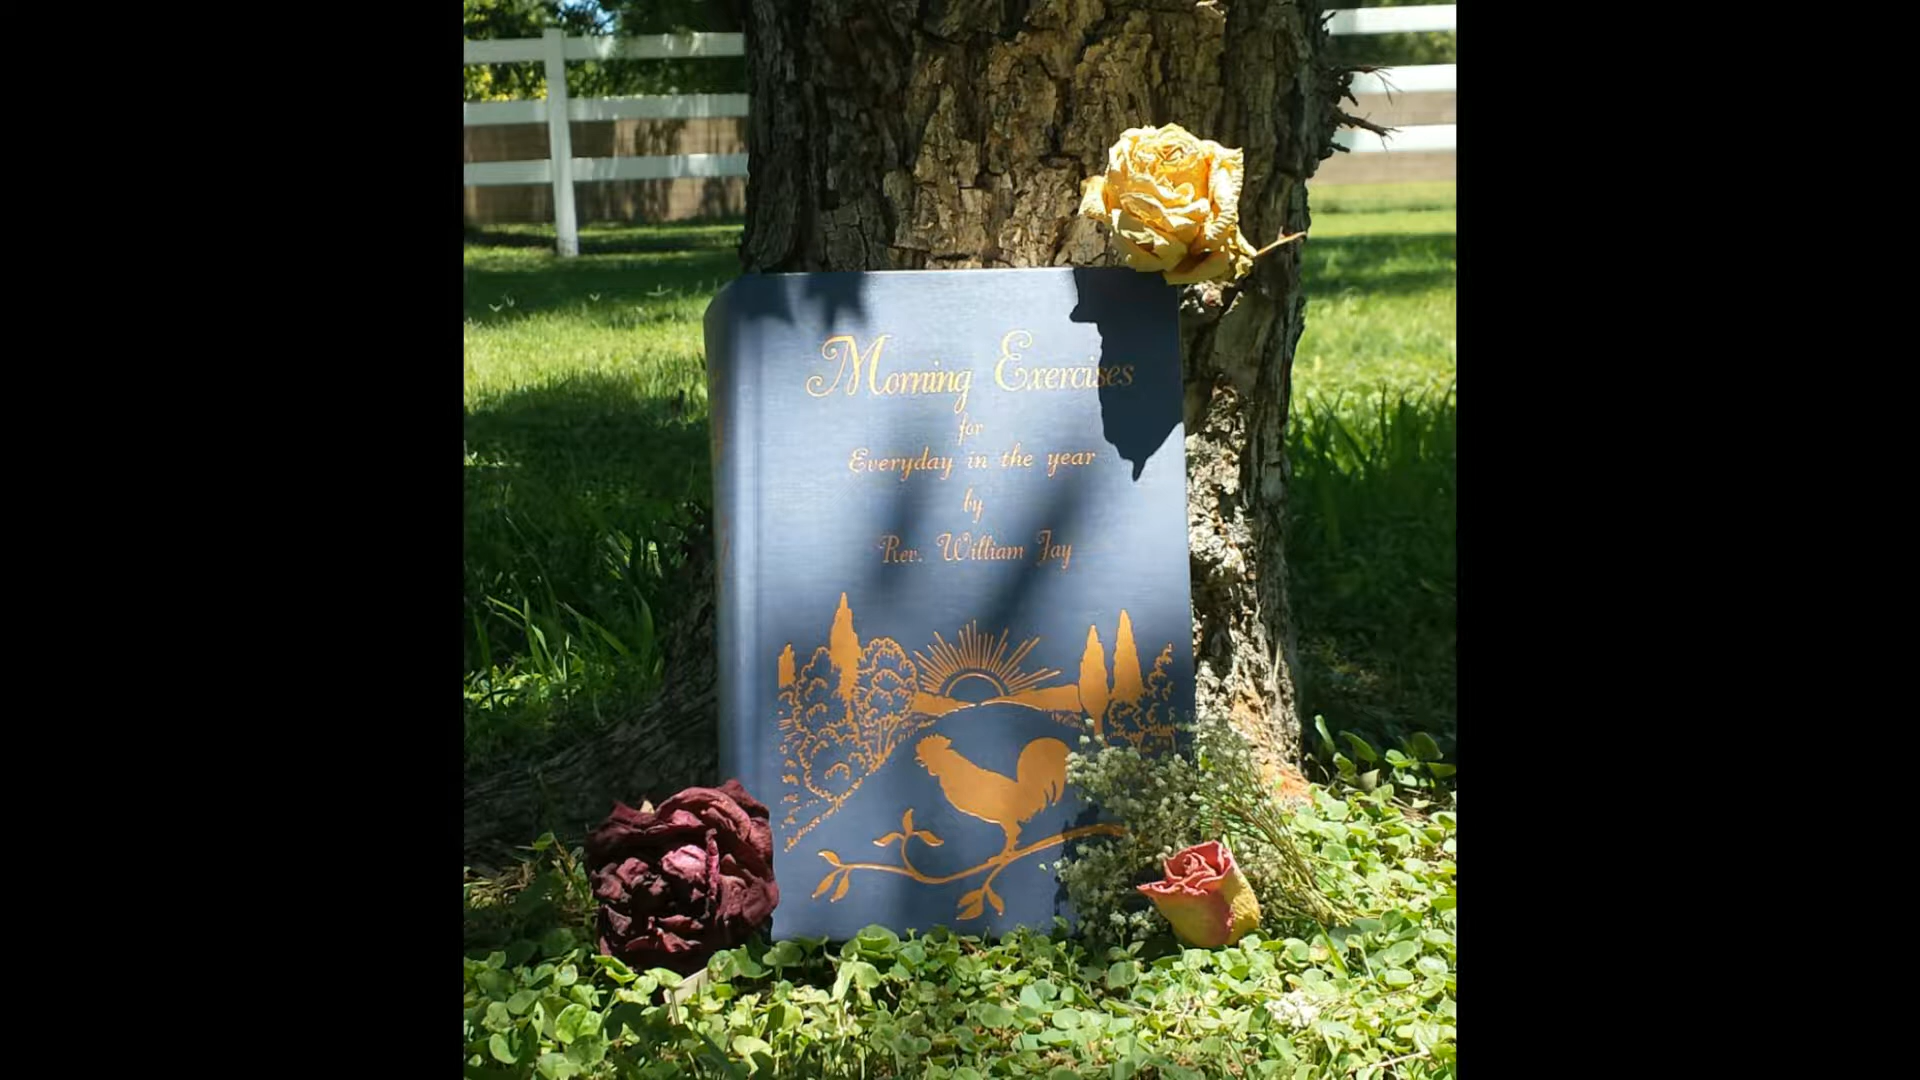 Morning Exercises
for
Everyday in the year
by
Rev. William Jay